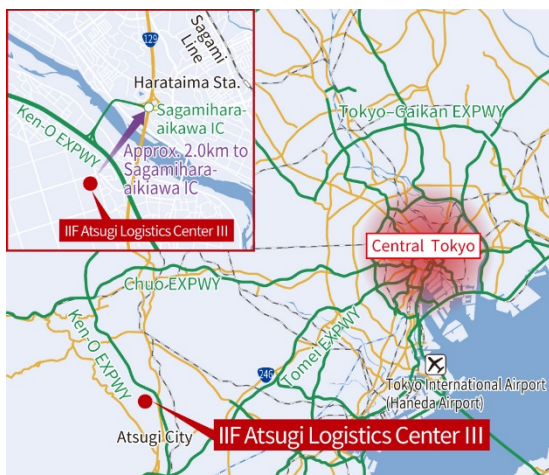 129
Sagami
Line
Harataima Sta.
Sagamihara-
aikawa IC
Ken-O EXPWY
Approx. 2.0km to
Sagamihara-
aikiawa IC
IIF Atsugi Logistics Center III
Tokyo-Gaikan EXPWY
Central Tokyo
Chuo EXPWY
Ken-O EXPWY
Tomei EXPWY
246
Tokyo International Airport
(Haneda Airport)
Atsugi City
IIF Atsugi Logistics Center III